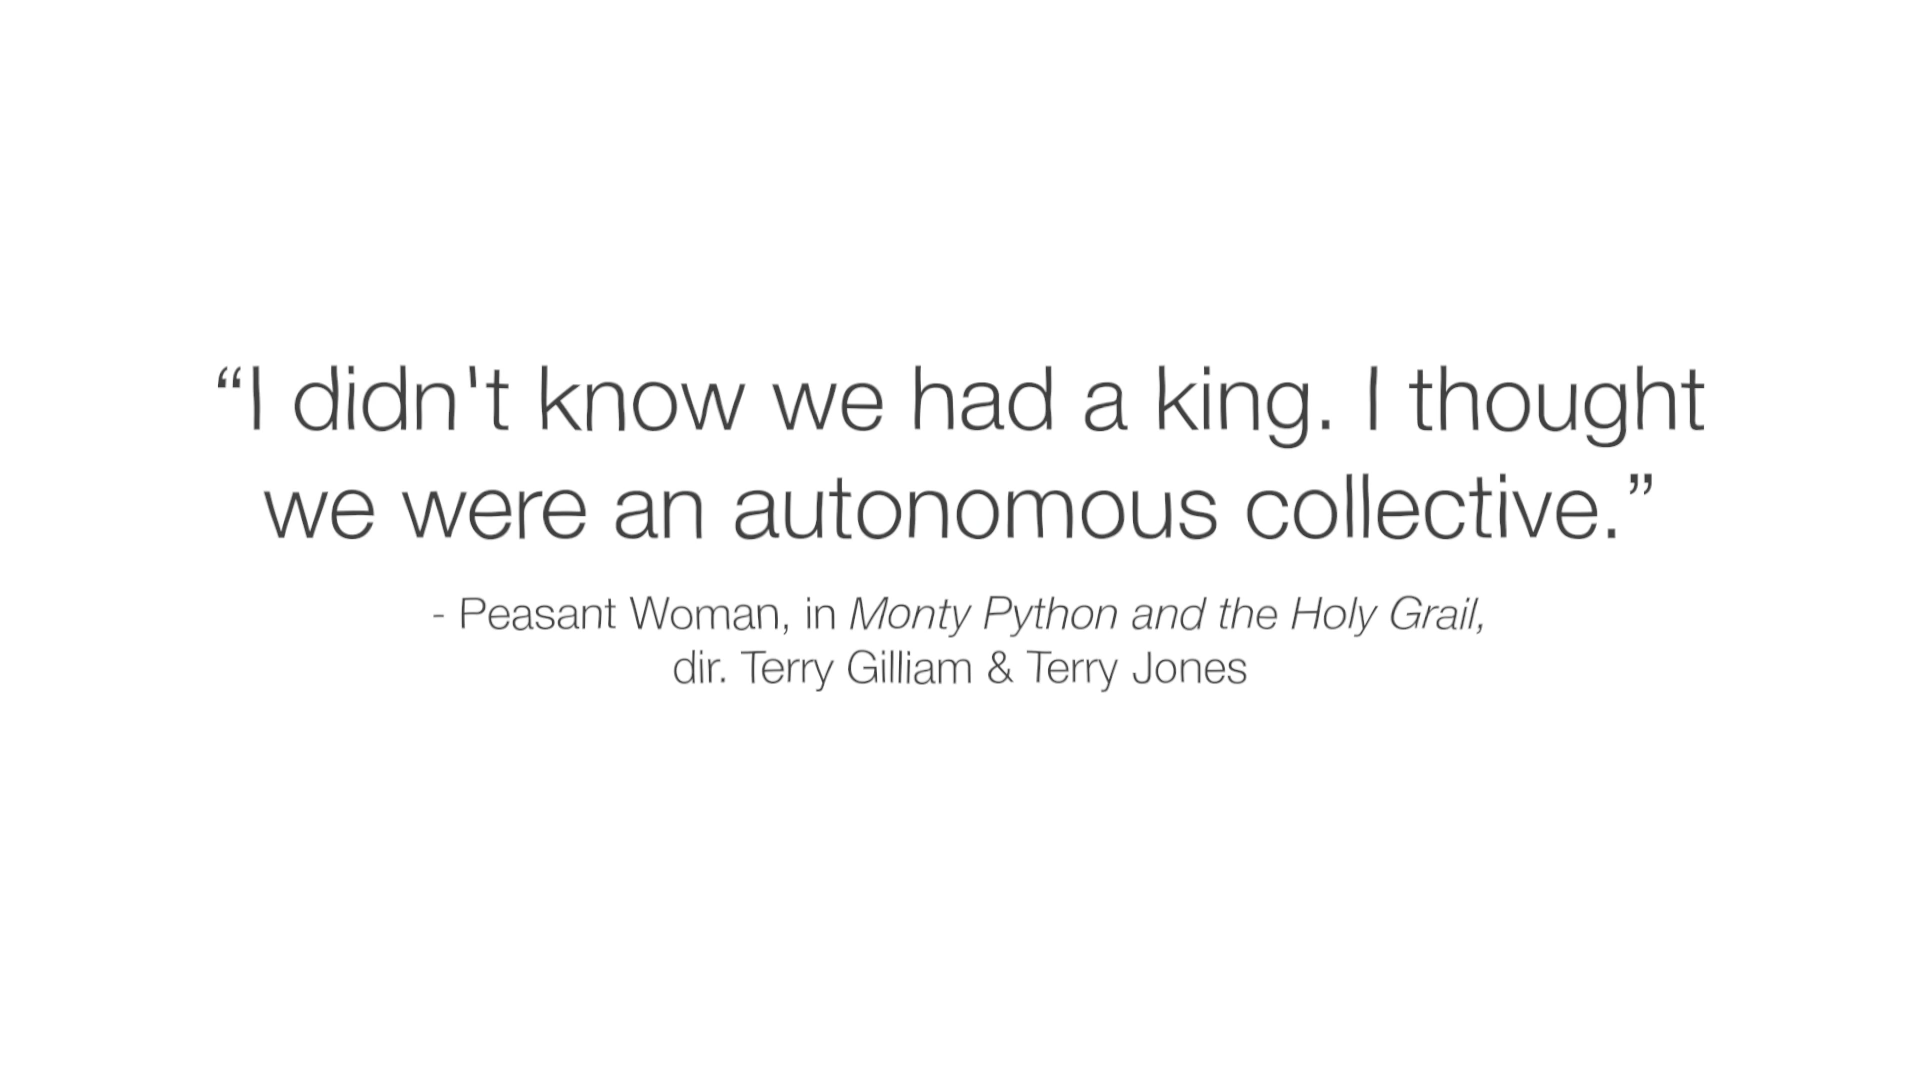 “I didn't know we had a king. I thought
we were an autonomous collective.”
- Peasant Woman, in Monty Python and the Holy Grail,
dir. Terry Gilliam & Terry Jones